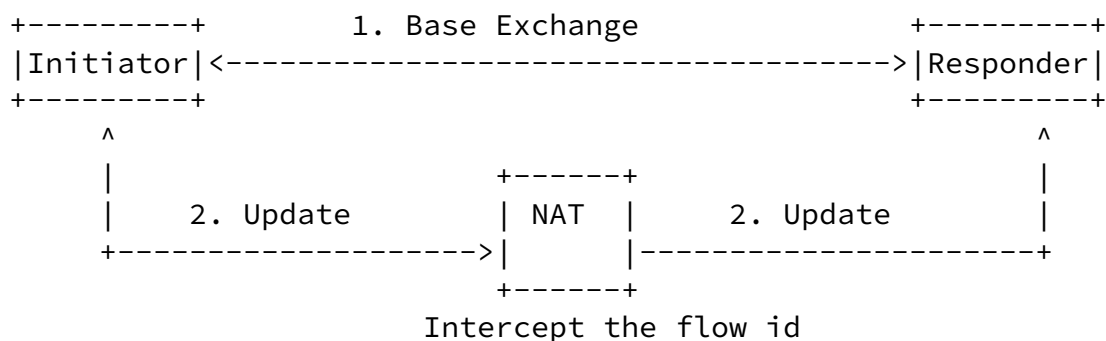 1. Base Exchange
Initiator
Responder
2. Update
NAT
2. Update
Intercept the flow id